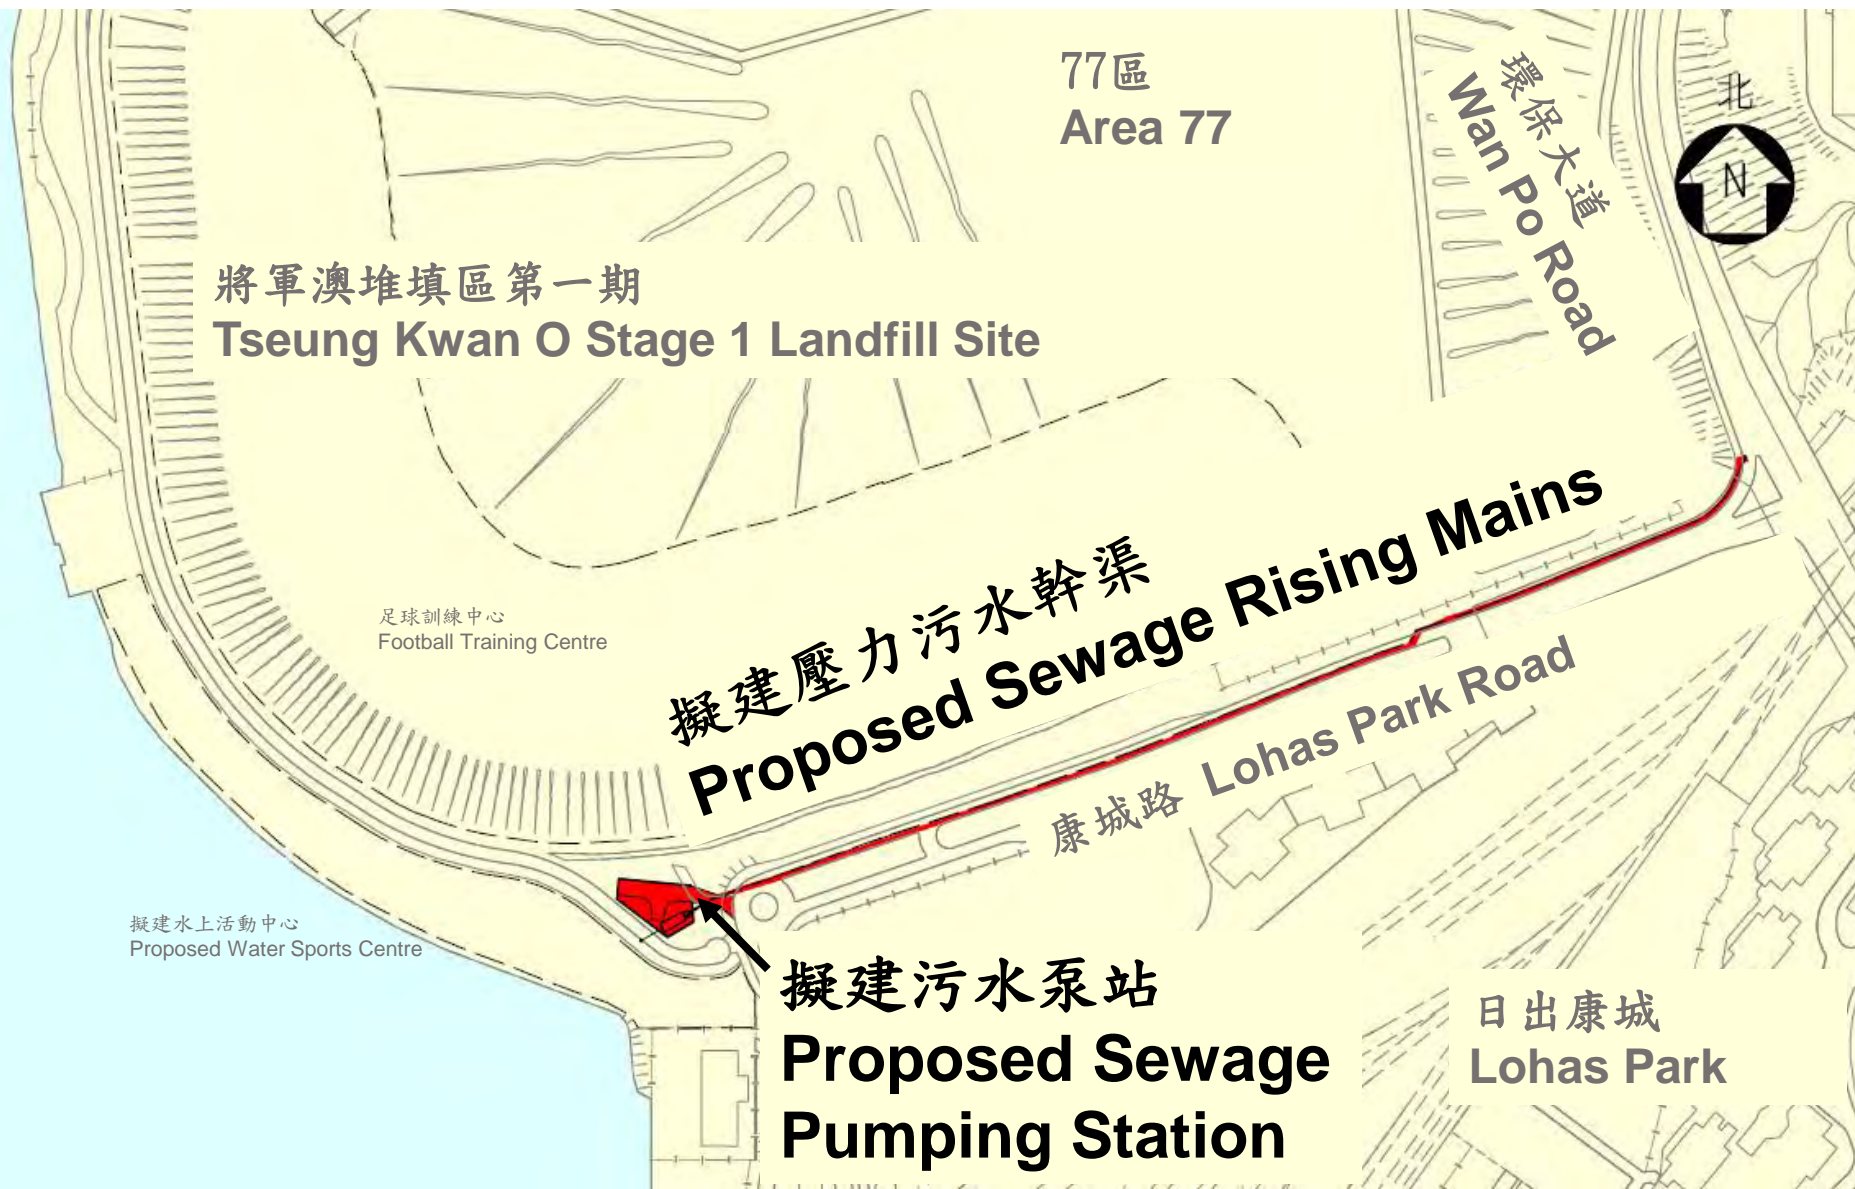 77區
Area 77
環保大道
Wan Po Road
北
N
將軍澳堆填區第一期
Tseung Kwan O Stage 1 Landfill Site
擬建壓力污水幹渠
Proposed Sewage Rising Mains
足球訓練中心
Football Training Centre
康城路 Lohas Park Road
擬建水上活動中心
Proposed Water Sports Centre
擬建污水泵站
Proposed Sewage
Pumping Station
日出康城
Lohas Park